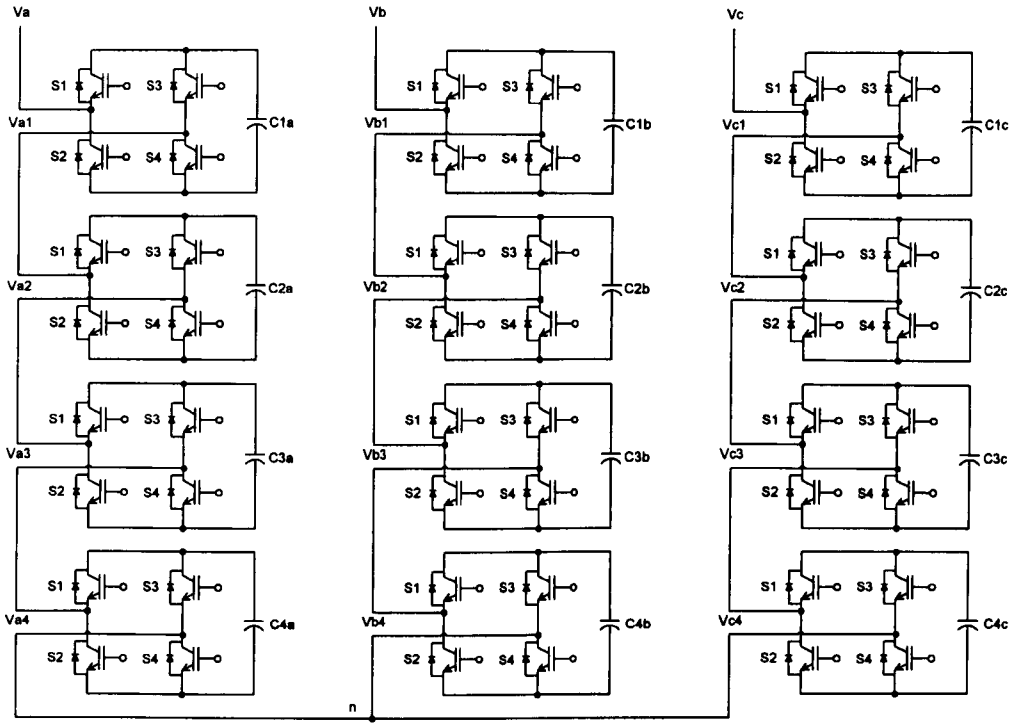 Va
Vb
Vc
S1
S3
C1a
S1
S3
C1b
S1
S3
C1c
Va1
Vb1
Vc1
S2
S4
S2
S4
S2
S4
S1
S3
C2a
S1
S3
C2b
S1
S3
C2c
Va2
Vb2
Vc2
S2
S4
S2
S4
S2
S4
S1
S3
C3a
S1
S3
C3b
S1
S3
C3c
Va3
Vb3
Vc3
S2
S4
S2
S4
S2
S4
S1
S3
C4a
S1
S3
C4b
S1
S3
C4c
Va4
Vb4
Vc4
S2
S4
S2
S4
S2
S4
n